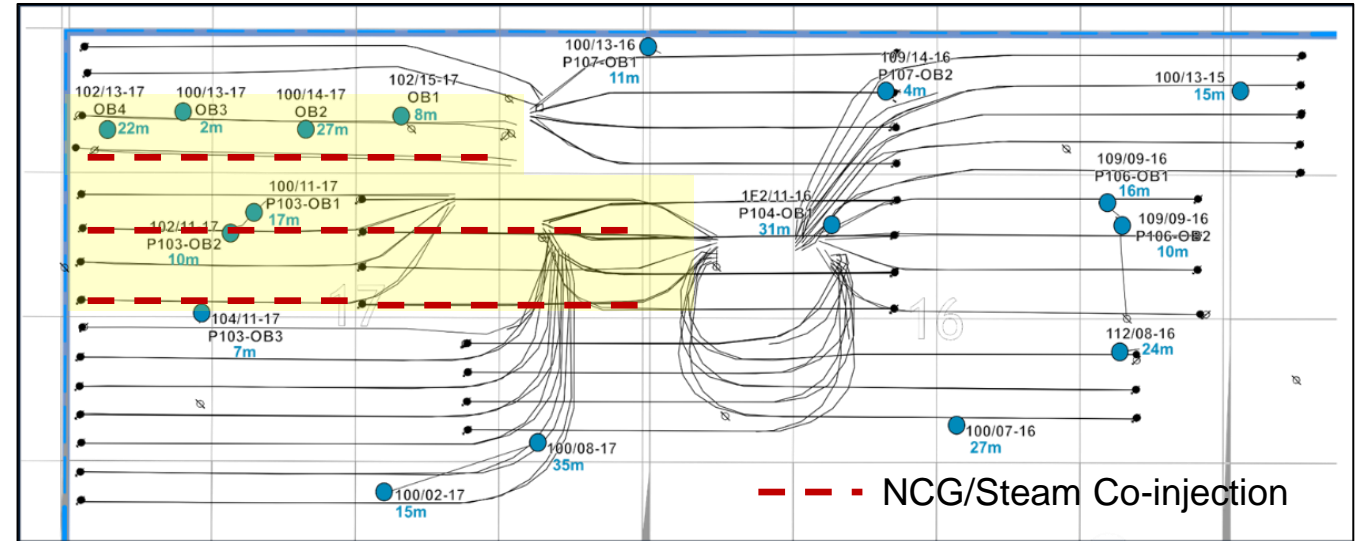 100/13-16
P107-OB1
11m
109/14-16
P107-OB2
4m
100/13-15
15m
102/13-17
OB4
22m
100/13-17
OB3
2m
100/14-17
OB2
27m
102/15-17
OB1
8m
100/11-17
P103-OB1
17m
102/11-17
P103-OB2
10m
1F2/11-16
P104-OB1
31m
109/09-16
P106-OB1
16m
109/09-16
P106-OB2
10m
17
16
104/11-17
P103-OB3
7m
112/08-16
24m
100/07-16
27m
100/08-17
35m
100/02-17
15m
NCG/Steam Co-injection